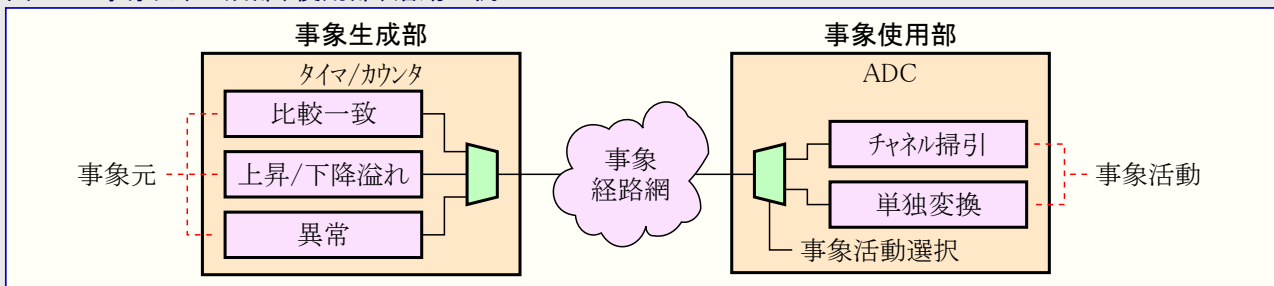 事象生成部
事象使用部
タイマ/カウンタ
ADC
比較一致
上昇/下降溢れ
異常
事象元
事象
経路網
チャネル掃引
単独変換
事象活動
事象活動選択